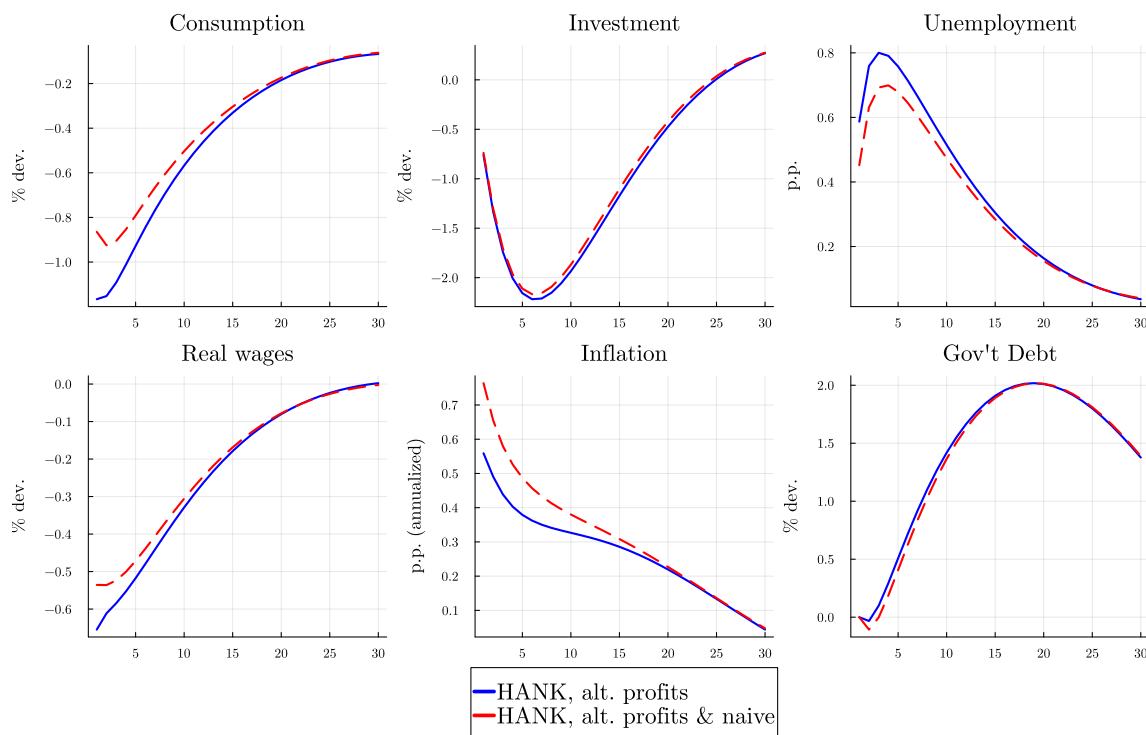 Consumption
Investment
Unemployment
% dev.
−0.2
−0.4
−0.6
−0.8
−1.0
5 10 15 20 25 30
% dev.
0.0
−0.5
−1.0
−1.5
−2.0
5 10 15 20 25 30
p.p.
0.8
0.6
0.4
0.2
5 10 15 20 25 30
Real wages
Inflation
Gov't Debt
% dev.
0.0
−0.1
−0.2
−0.3
−0.4
−0.5
−0.6
5 10 15 20 25 30
p.p. (annualized)
0.7
0.6
0.5
0.4
0.3
0.2
0.1
5 10 15 20 25 30
% dev.
2.0
1.5
1.0
0.5
0.0
5 10 15 20 25 30
HANK, alt. profits
HANK, alt. profits & naive